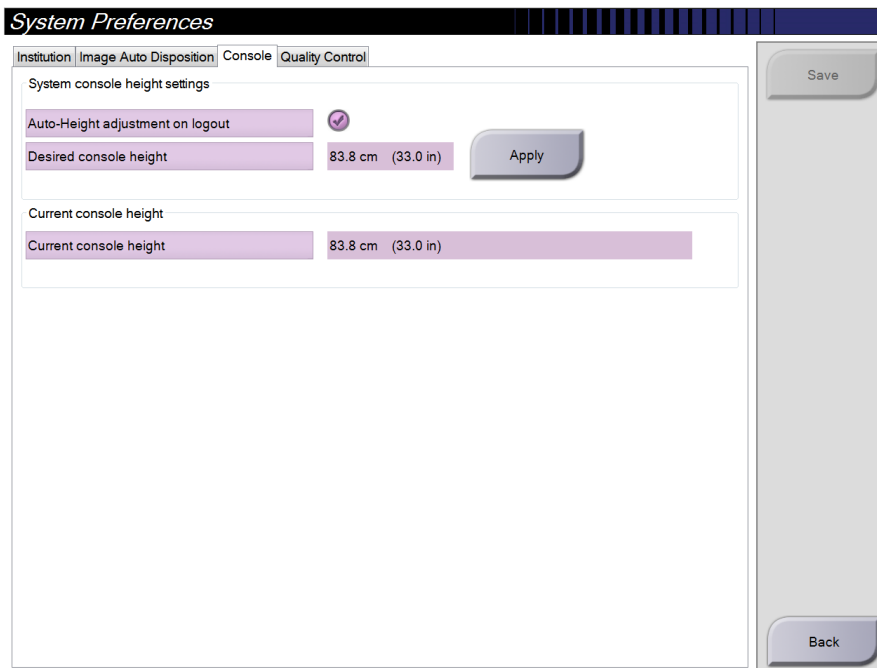 System Preferences
Institution Image Auto Disposition Console Quality Control
Save
System console height settings
Auto-Height adjustment on logout
Desired console height 83.8 cm (33.0 in) Apply
Current console height
Current console height 83.8 cm (33.0 in)
Back